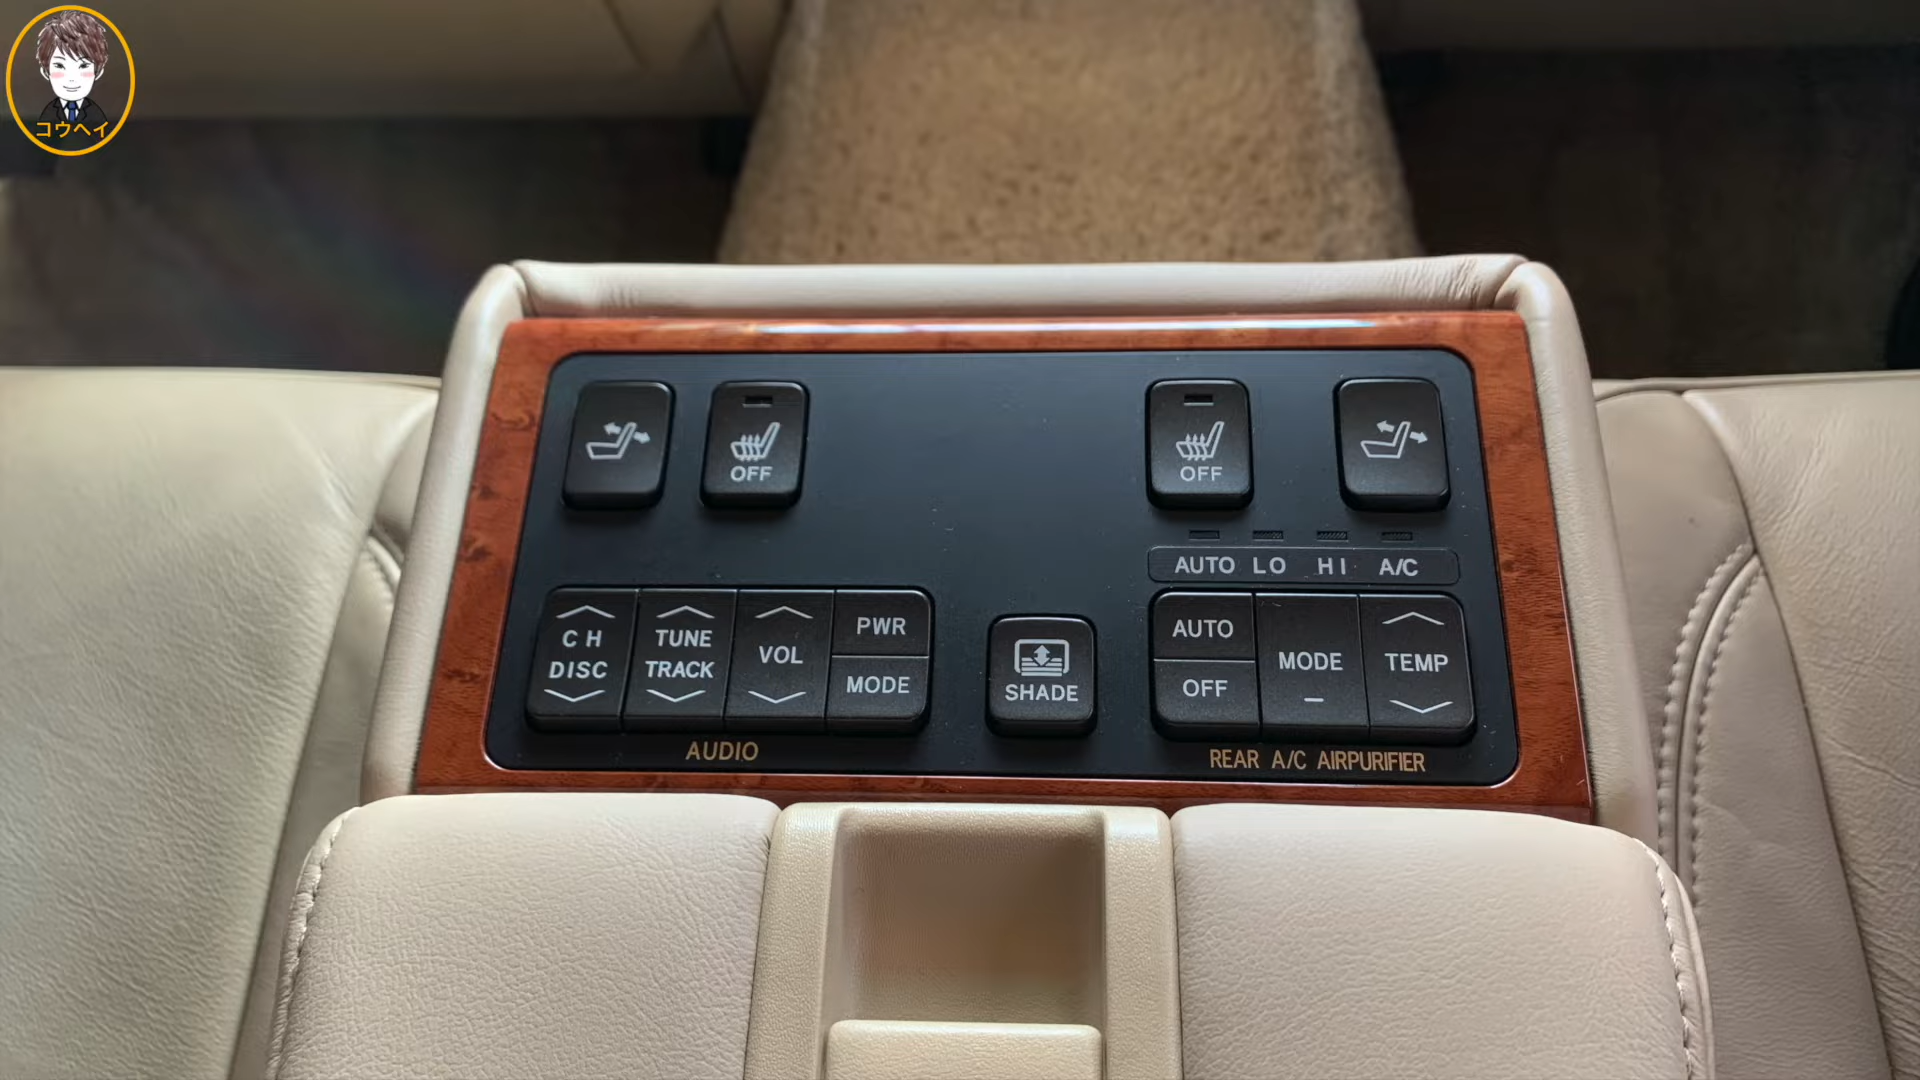 コウヘイ
OFF
OFF
AUTO LO HI A/C
CH
DISC
TUNE
TRACK
VOL
PWR
MODE
SHADE
AUTO
OFF
MODE
TEMP
AUDIO
REAR A/C AIRPURIFIER